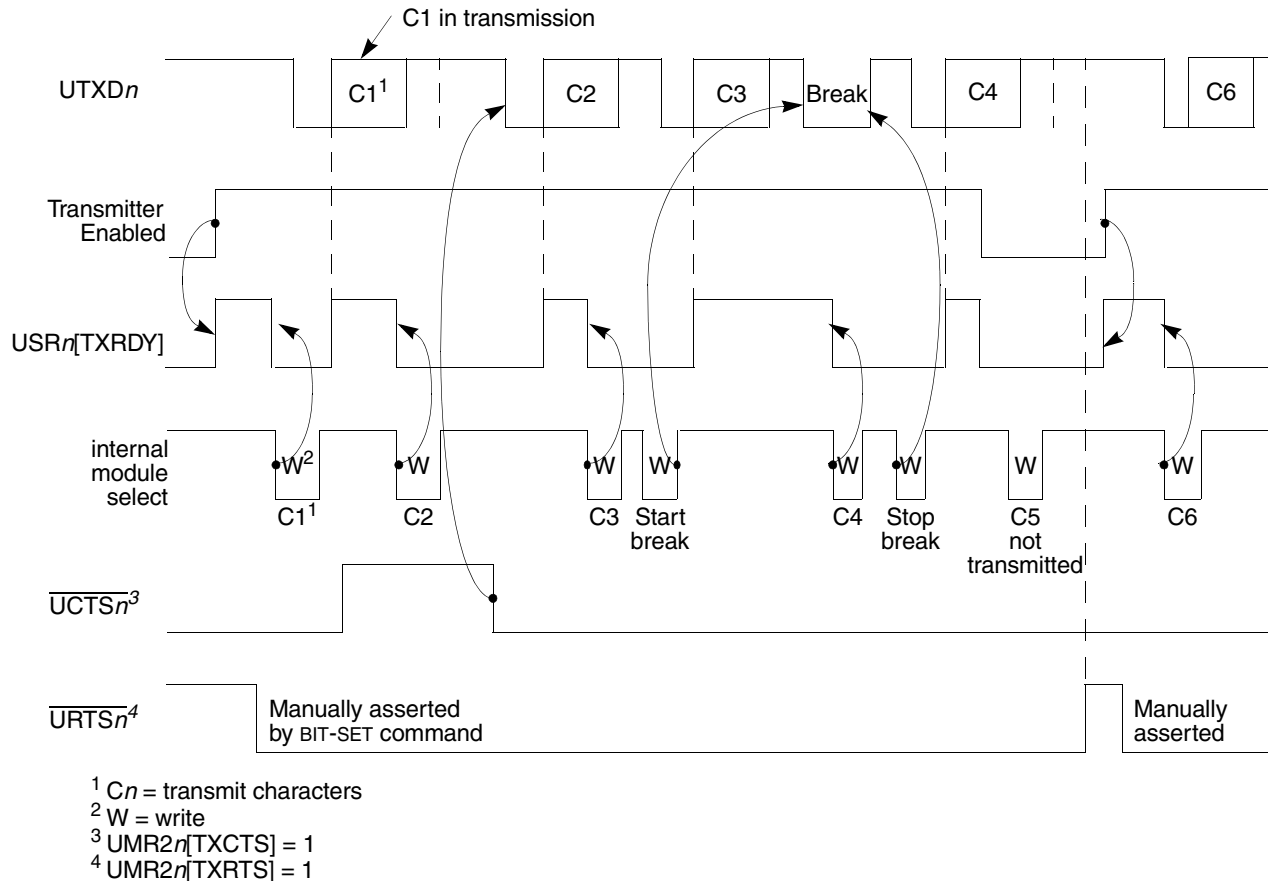 C1 in transmission
UTXDn
C1¹
C2
C3
Break
C4
C6
Transmitter
Enabled
USRn[TXRDY]
internal
module
select
W²
W
W
W
W
W
W
W
C1¹
C2
C3
Start
break
C4
Stop
break
C5
not
transmitted
C6
UCTSn³
URTSn⁴
Manually asserted
by BIT-SET command
Manually
asserted
¹ Cn = transmit characters
² W = write
³ UMR2n[TXCTS] = 1
⁴ UMR2n[TXRTS] = 1